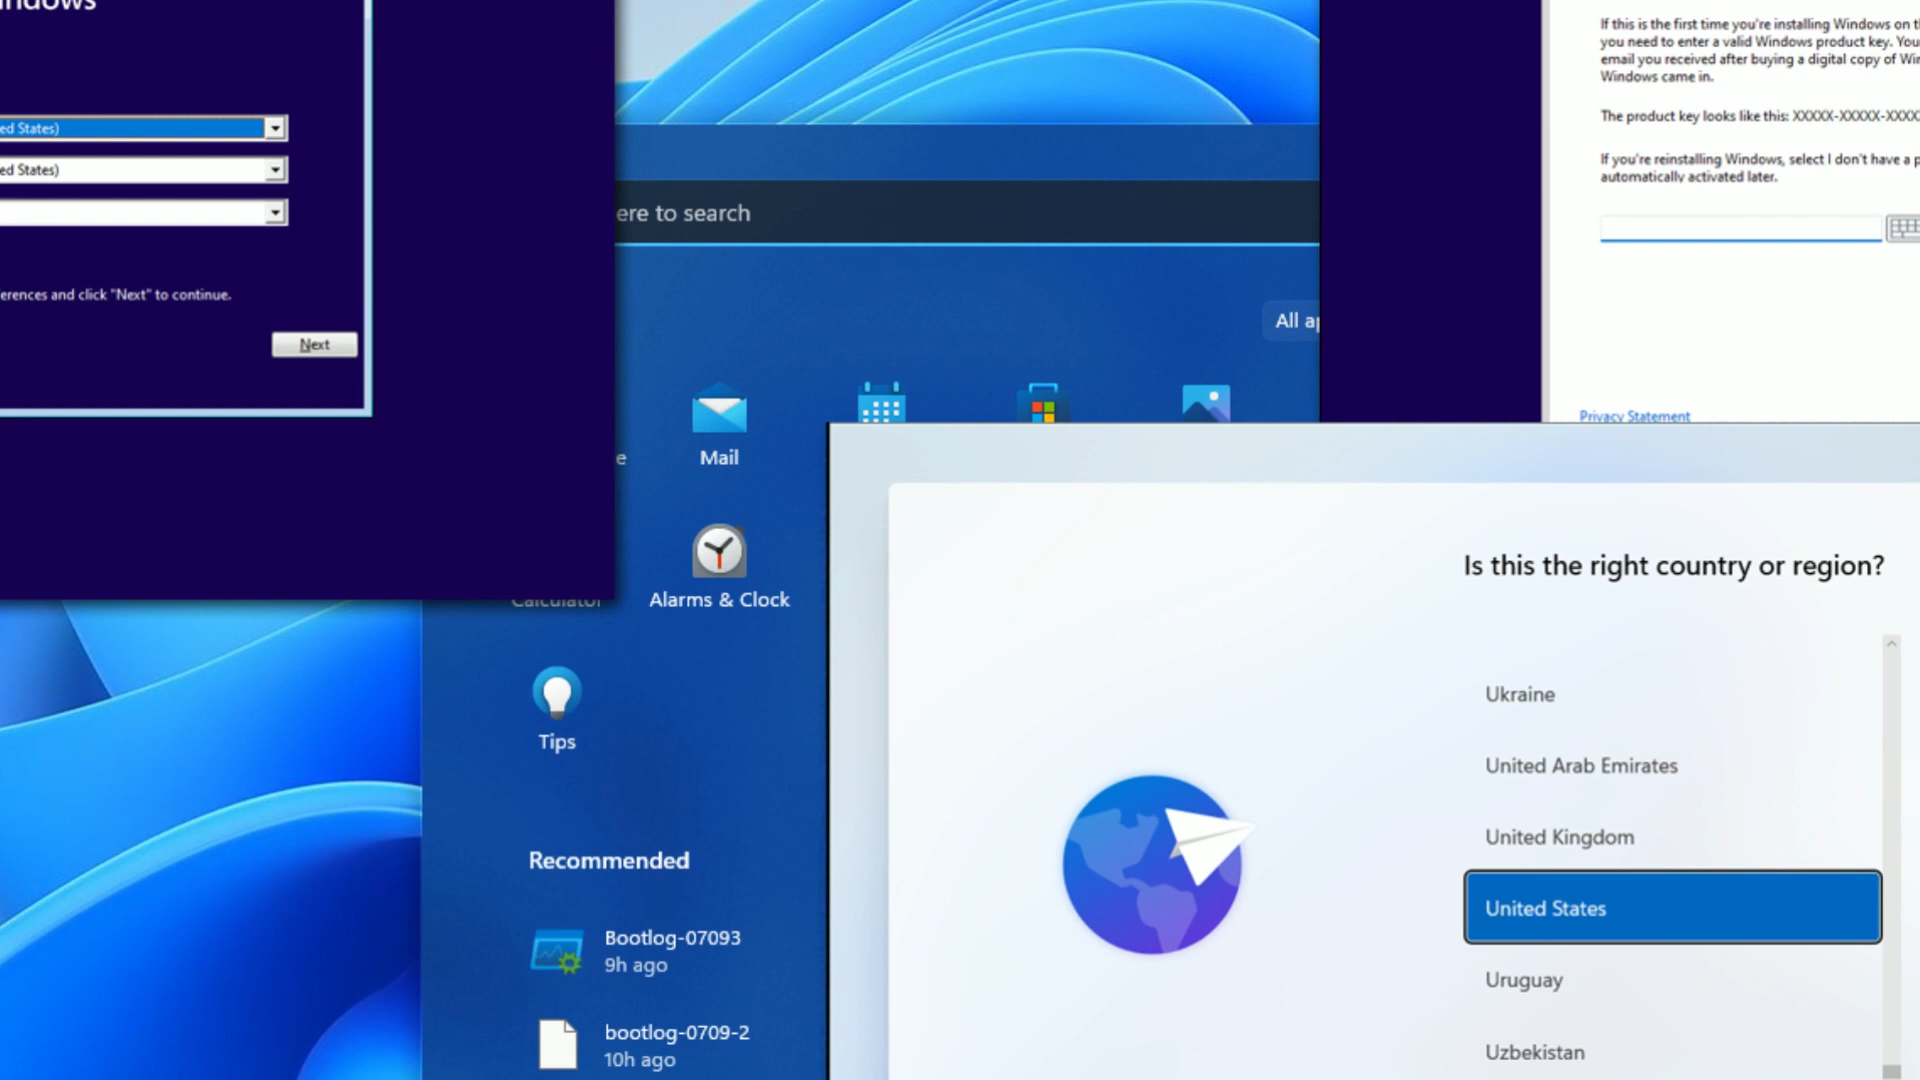 ed States)
ed States)
erences and click "Next" to continue.
Next
ere to search
All
Mail
Calculator
Alarms & Clock
Tips
Recommended
Bootlog-07093
9h ago
bootlog-0709-2
10h ago
If this is the first time you're installing Windows on
you need to enter a valid Windows product key. You
email you received after buying a digital copy of
Windows came in.
The product key looks like this: XXXXX-XXXXX-XXXX
If you're reinstalling Windows, select I don't have a
automatically activated later.
Privacy Statement
Is this the right country or region?
Ukraine
United Arab Emirates
United Kingdom
United States
Uruguay
Uzbekistan